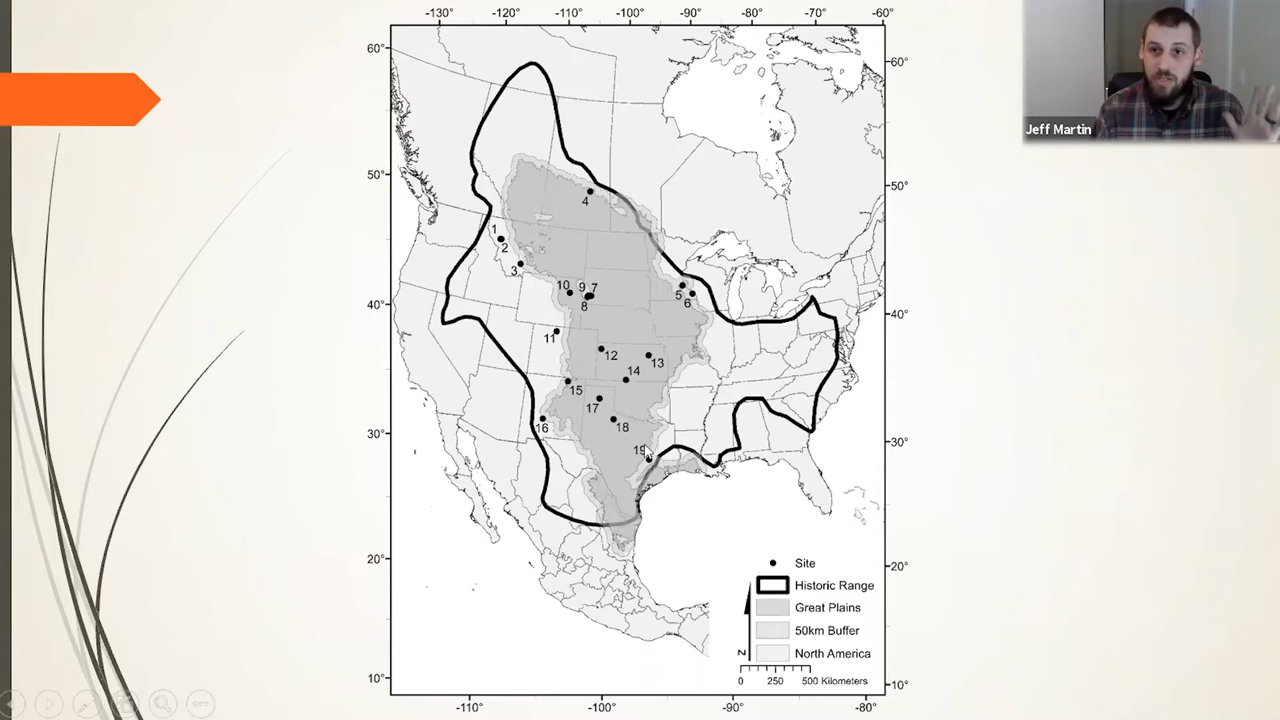 -130° -120° -110° -100° -90° -80° -70° -60°
60° 60°
Jeff Martin
50° 50°
4
1
2
3
10 9 7
8
5
6
40° 40°
11
12
13
14
15
17
16
18
30° 30°
19
20° 20°
Site
Historic Range
Great Plains
50km Buffer
North America
N
0 250 500 Kilometers
10° 10°
-110° -100° -90° -80°